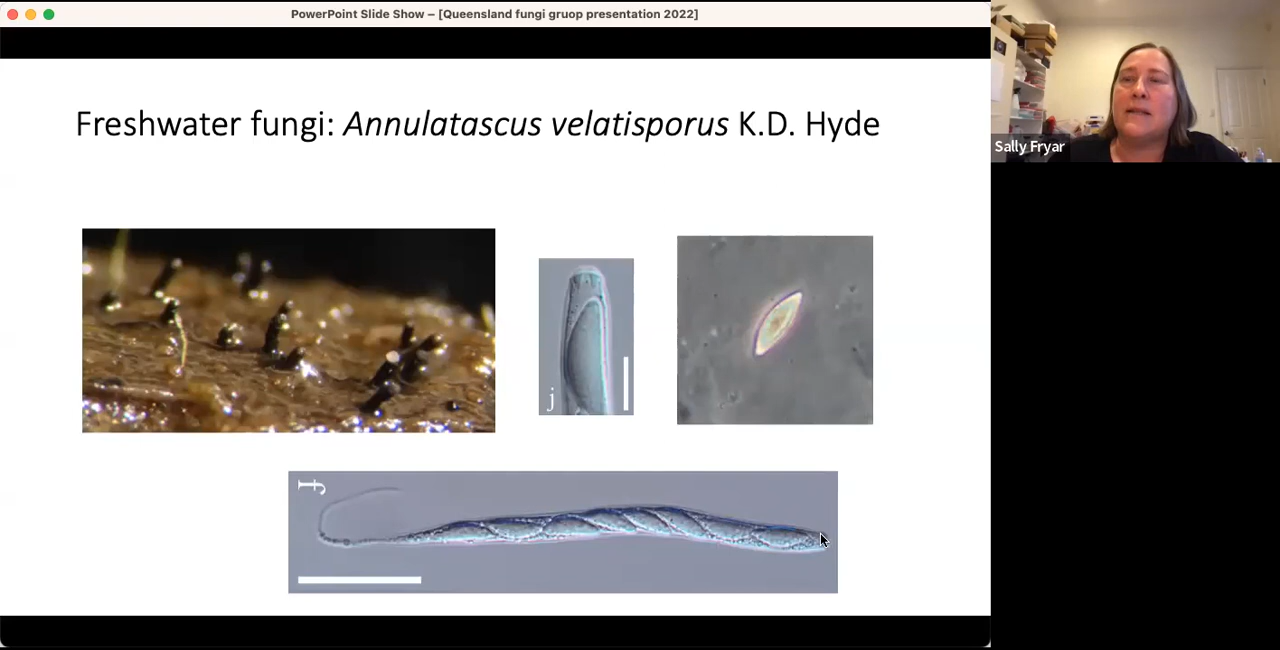 PowerPoint Slide Show – [Queensland fungi gruop presentation 2022]
Freshwater fungi: Annulatascus velatisporus K.D. Hyde
Sally Fryar
j
f